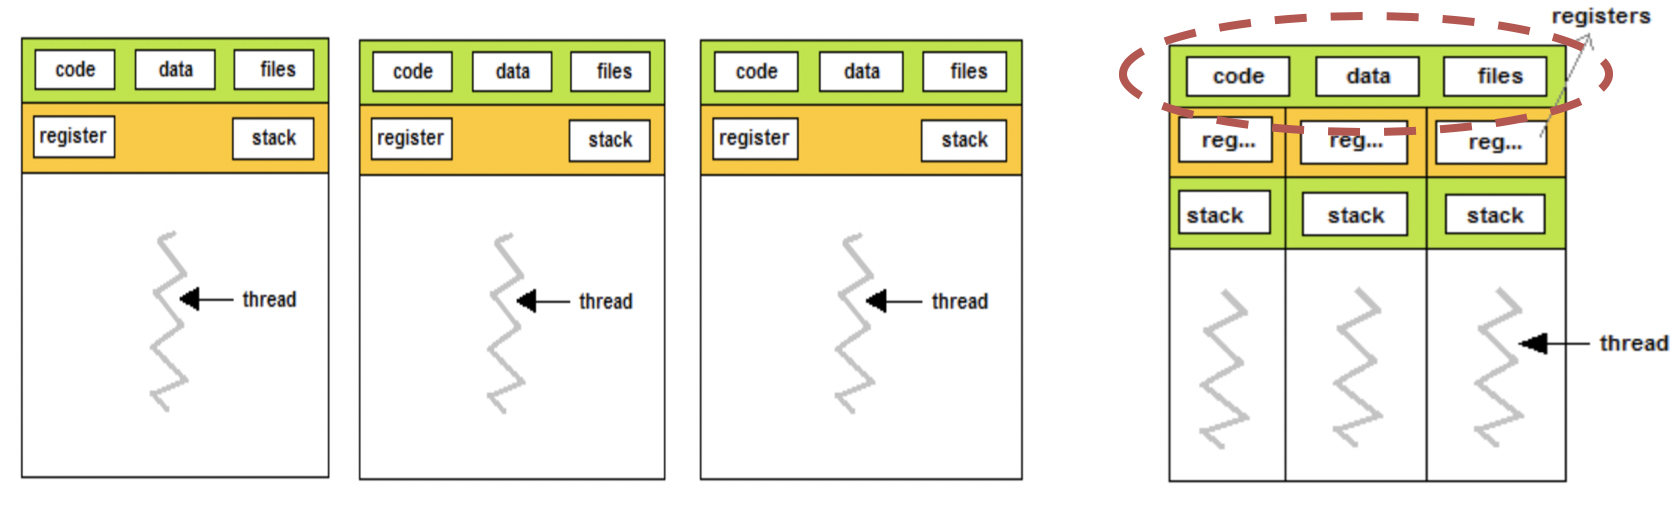 code data files
register stack
thread
code data files
register stack
thread
code data files
register stack
thread
registers
code data files
reg... reg... reg...
stack stack stack
thread